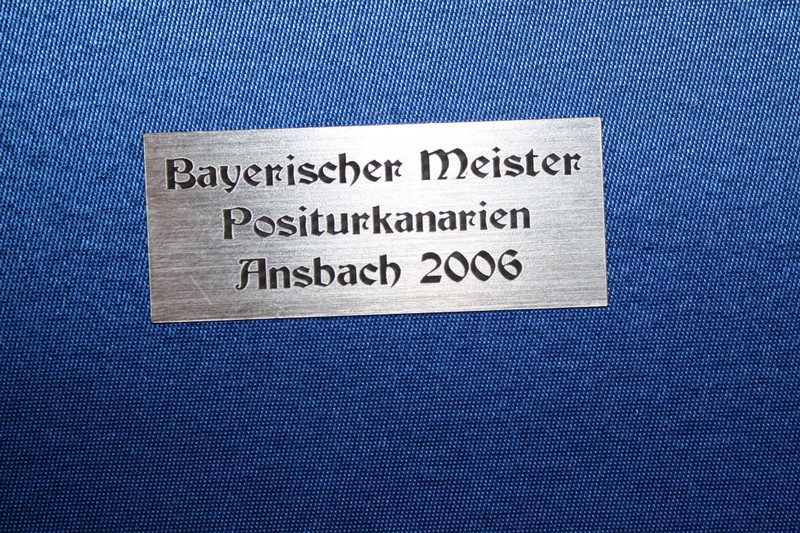 Bayerischer Meister
Positurkanarien
Ansbach 2006